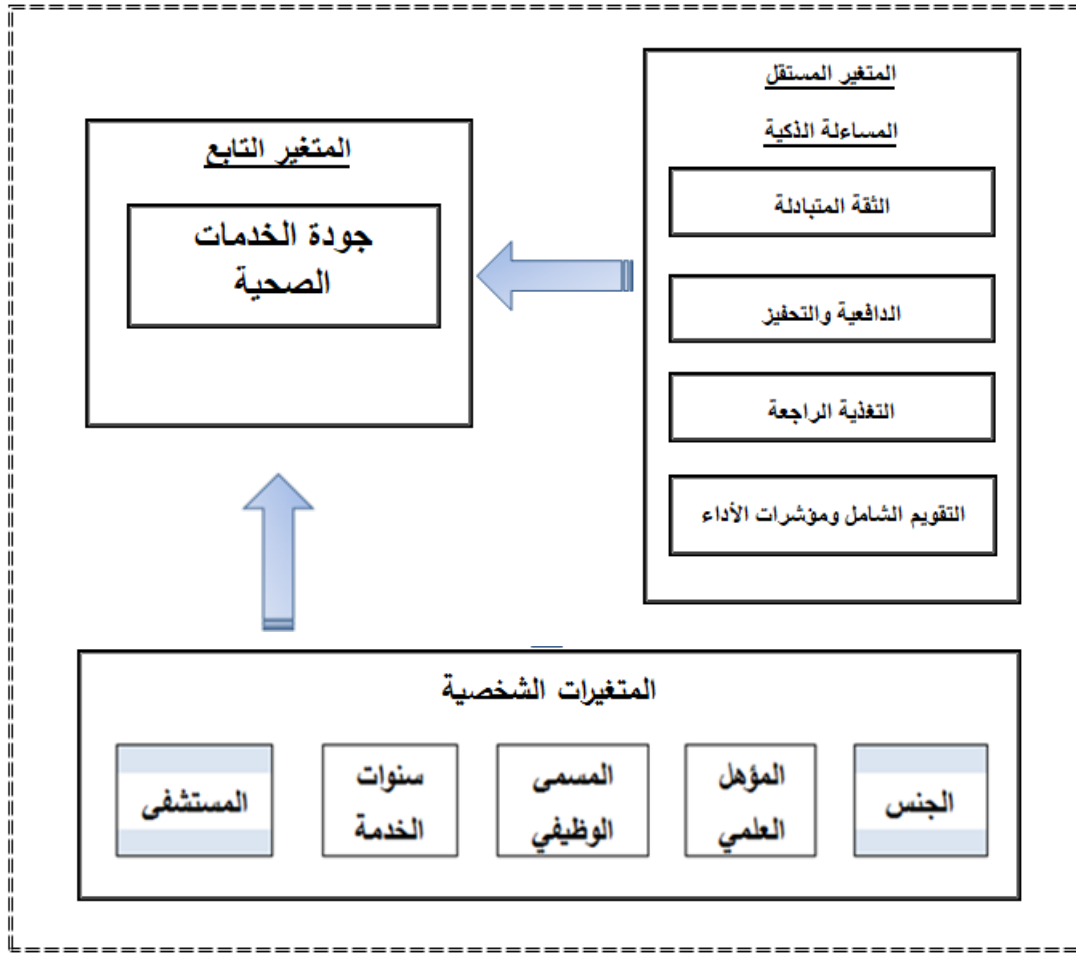 المتغير المستقل
المساءلة الذكية
الثقة المتبادلة
الدافعية والتحفيز
التغذية الراجعة
التقويم الشامل ومؤشرات الأداء
المتغير التابع
جودة الخدمات
الصحية
المتغيرات الشخصية
الجنس
المؤهل
العلمي
المسمى
الوظيفي
سنوات
الخدمة
المستشفى